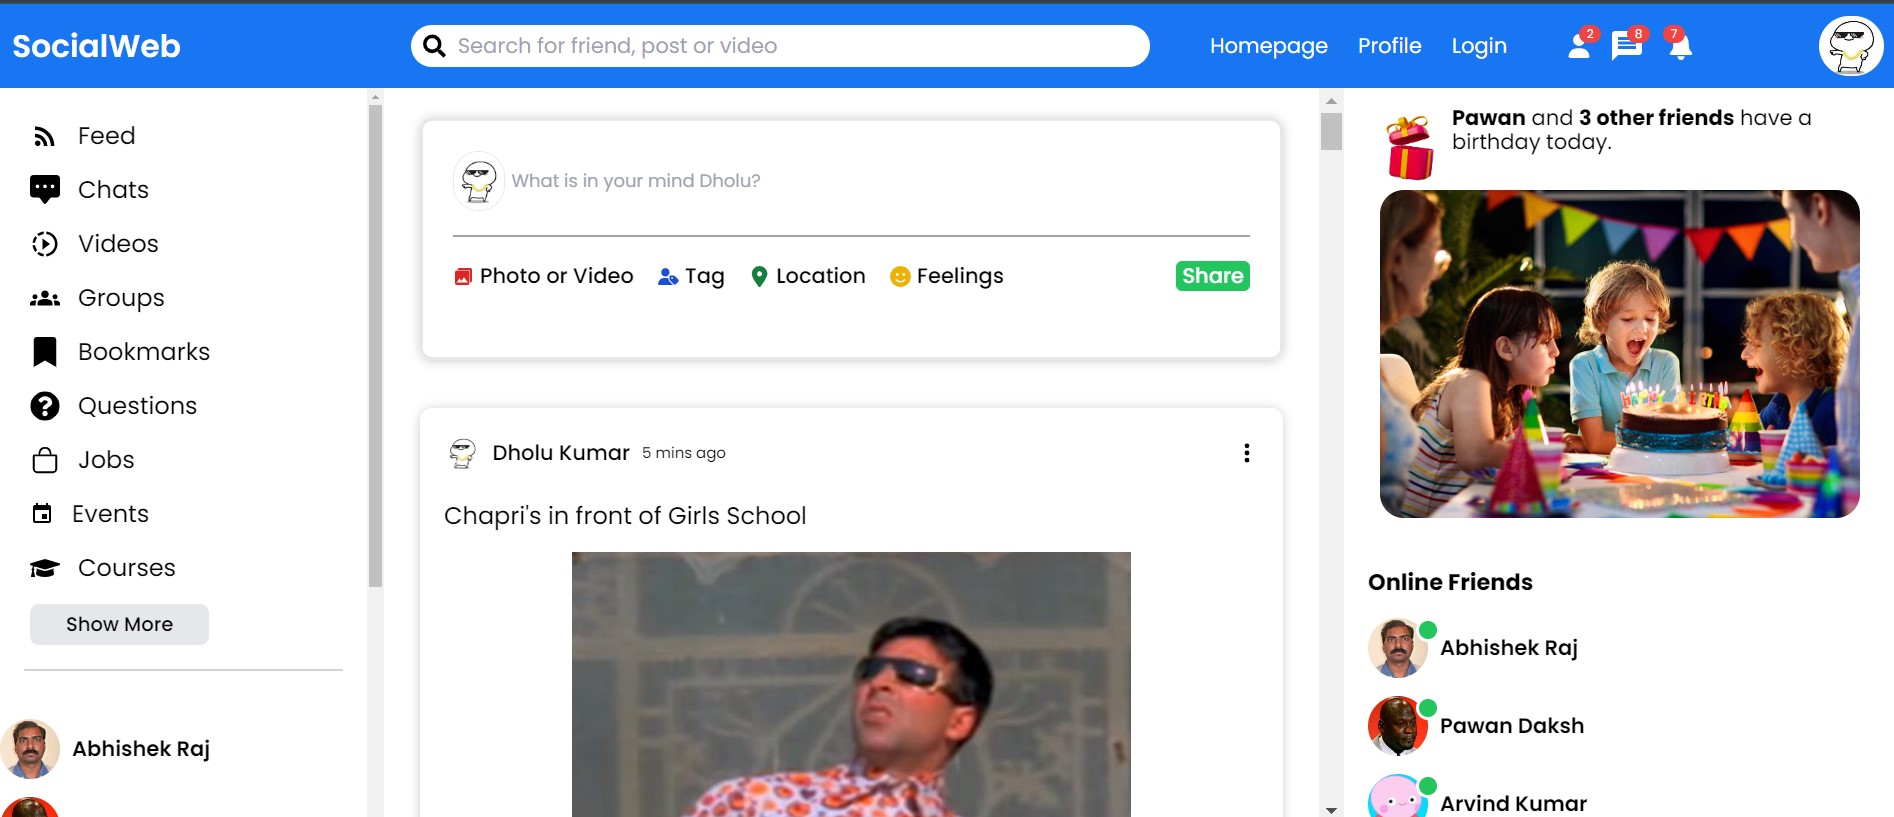 SocialWeb
Search for friend, post or video
Homepage
Profile
Login
2
8
7
Feed
Chats
Videos
Groups
Bookmarks
Questions
Jobs
Events
Courses
Show More
Abhishek Raj
What is in your mind Dholu?
Photo or Video
Tag
Location
Feelings
Share
Dholu Kumar 5 mins ago
Chapri's in front of Girls School
Pawan and 3 other friends have a
birthday today.
Online Friends
Abhishek Raj
Pawan Daksh
Arvind Kumar